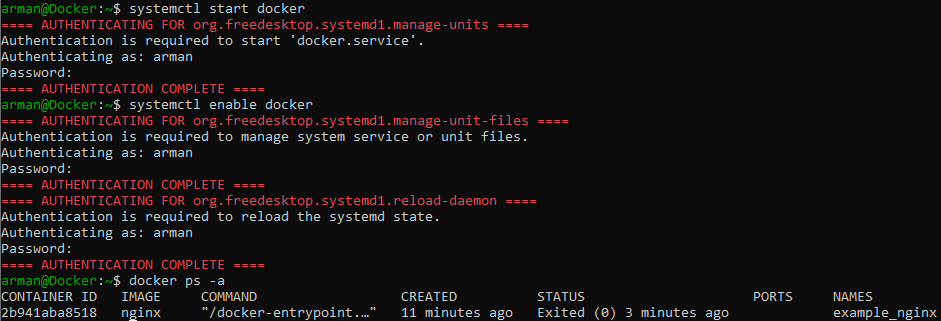 arman@Docker:~$ systemctl start docker
==== AUTHENTICATING FOR org.freedesktop.systemd1.manage-units ====
Authentication is required to start 'docker.service'.
Authenticating as: arman
Password:
==== AUTHENTICATION COMPLETE ====
arman@Docker:~$ systemctl enable docker
==== AUTHENTICATING FOR org.freedesktop.systemd1.manage-unit-files ====
Authentication is required to manage system service or unit files.
Authenticating as: arman
Password:
==== AUTHENTICATION COMPLETE ====
==== AUTHENTICATING FOR org.freedesktop.systemd1.reload-daemon ====
Authentication is required to reload the systemd state.
Authenticating as: arman
Password:
==== AUTHENTICATION COMPLETE ====
arman@Docker:~$ docker ps -a
CONTAINER ID   IMAGE     COMMAND                  CREATED          STATUS                     PORTS     NAMES
2b941aba8518   nginx     "/docker-entrypoint.…"   11 minutes ago   Exited (0) 3 minutes ago             example_nginx